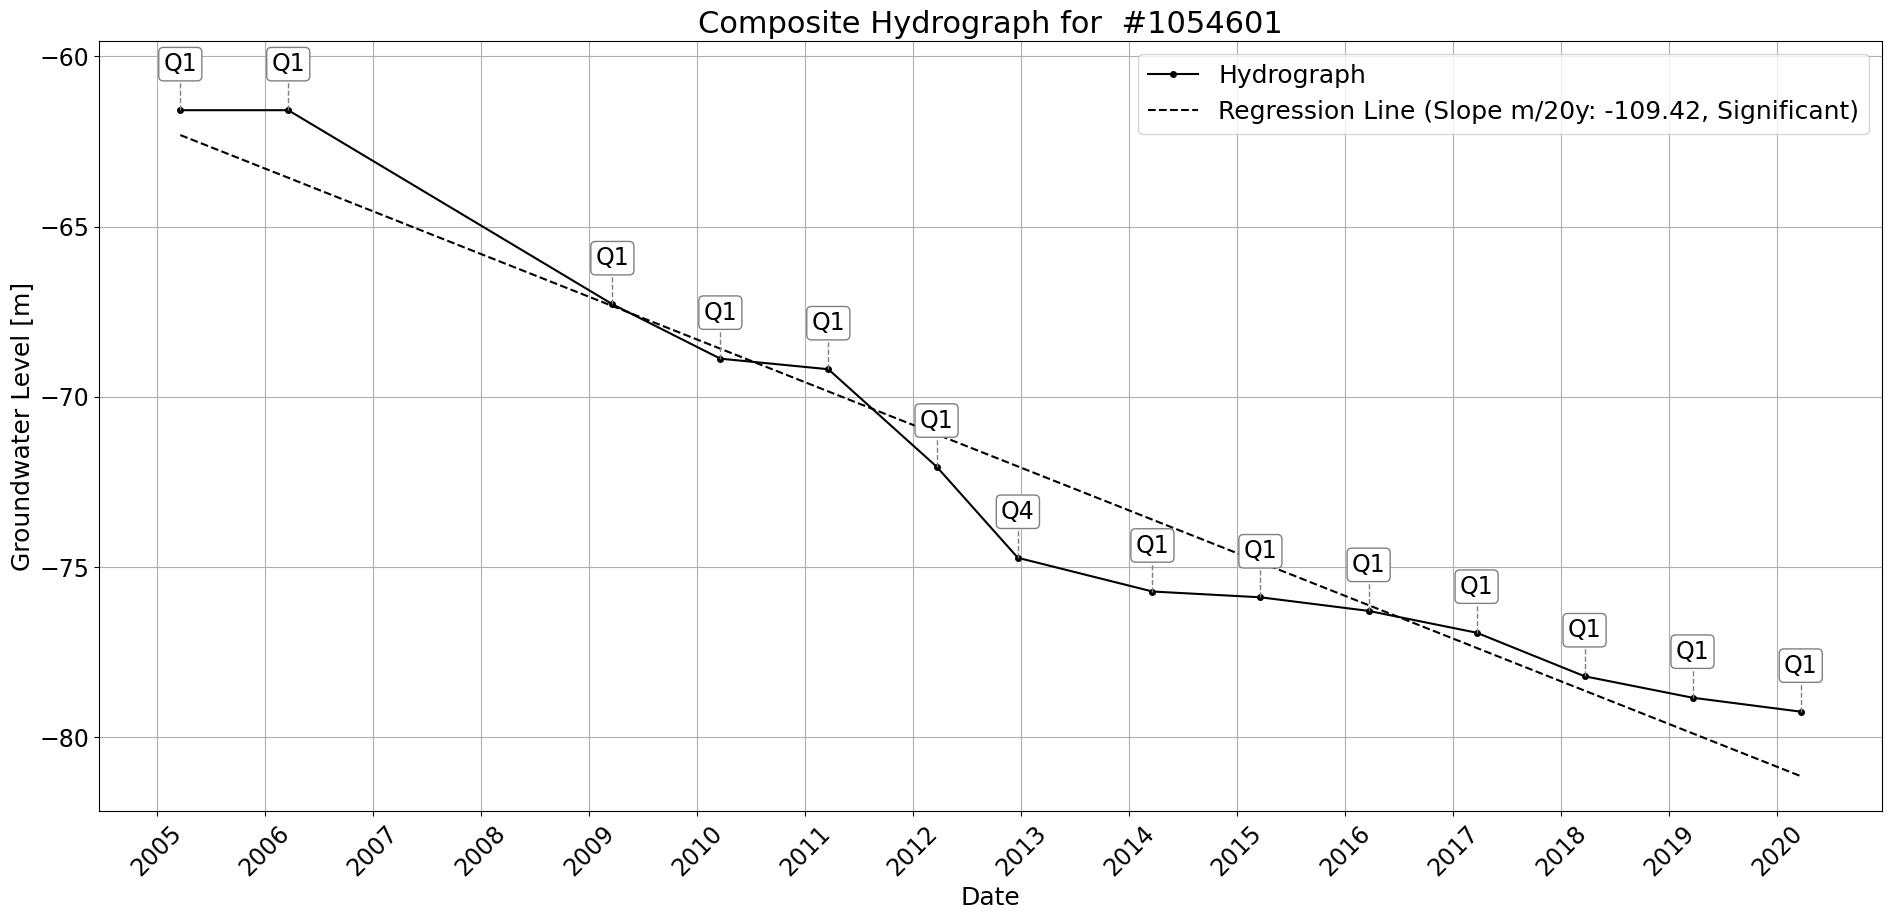 Composite Hydrograph for #1054601
Hydrograph
Regression Line (Slope m/20y: -109.42, Significant)
Q1
Q1
Q1
Q1
Q1
Q1
Q4
Q1
Q1
Q1
Q1
Q1
Q1
Q1
−60
−65
−70
−75
−80
Groundwater Level [m]
2005
2006
2007
2008
2009
2010
2011
2012
2013
2014
2015
2016
2017
2018
2019
2020
Date